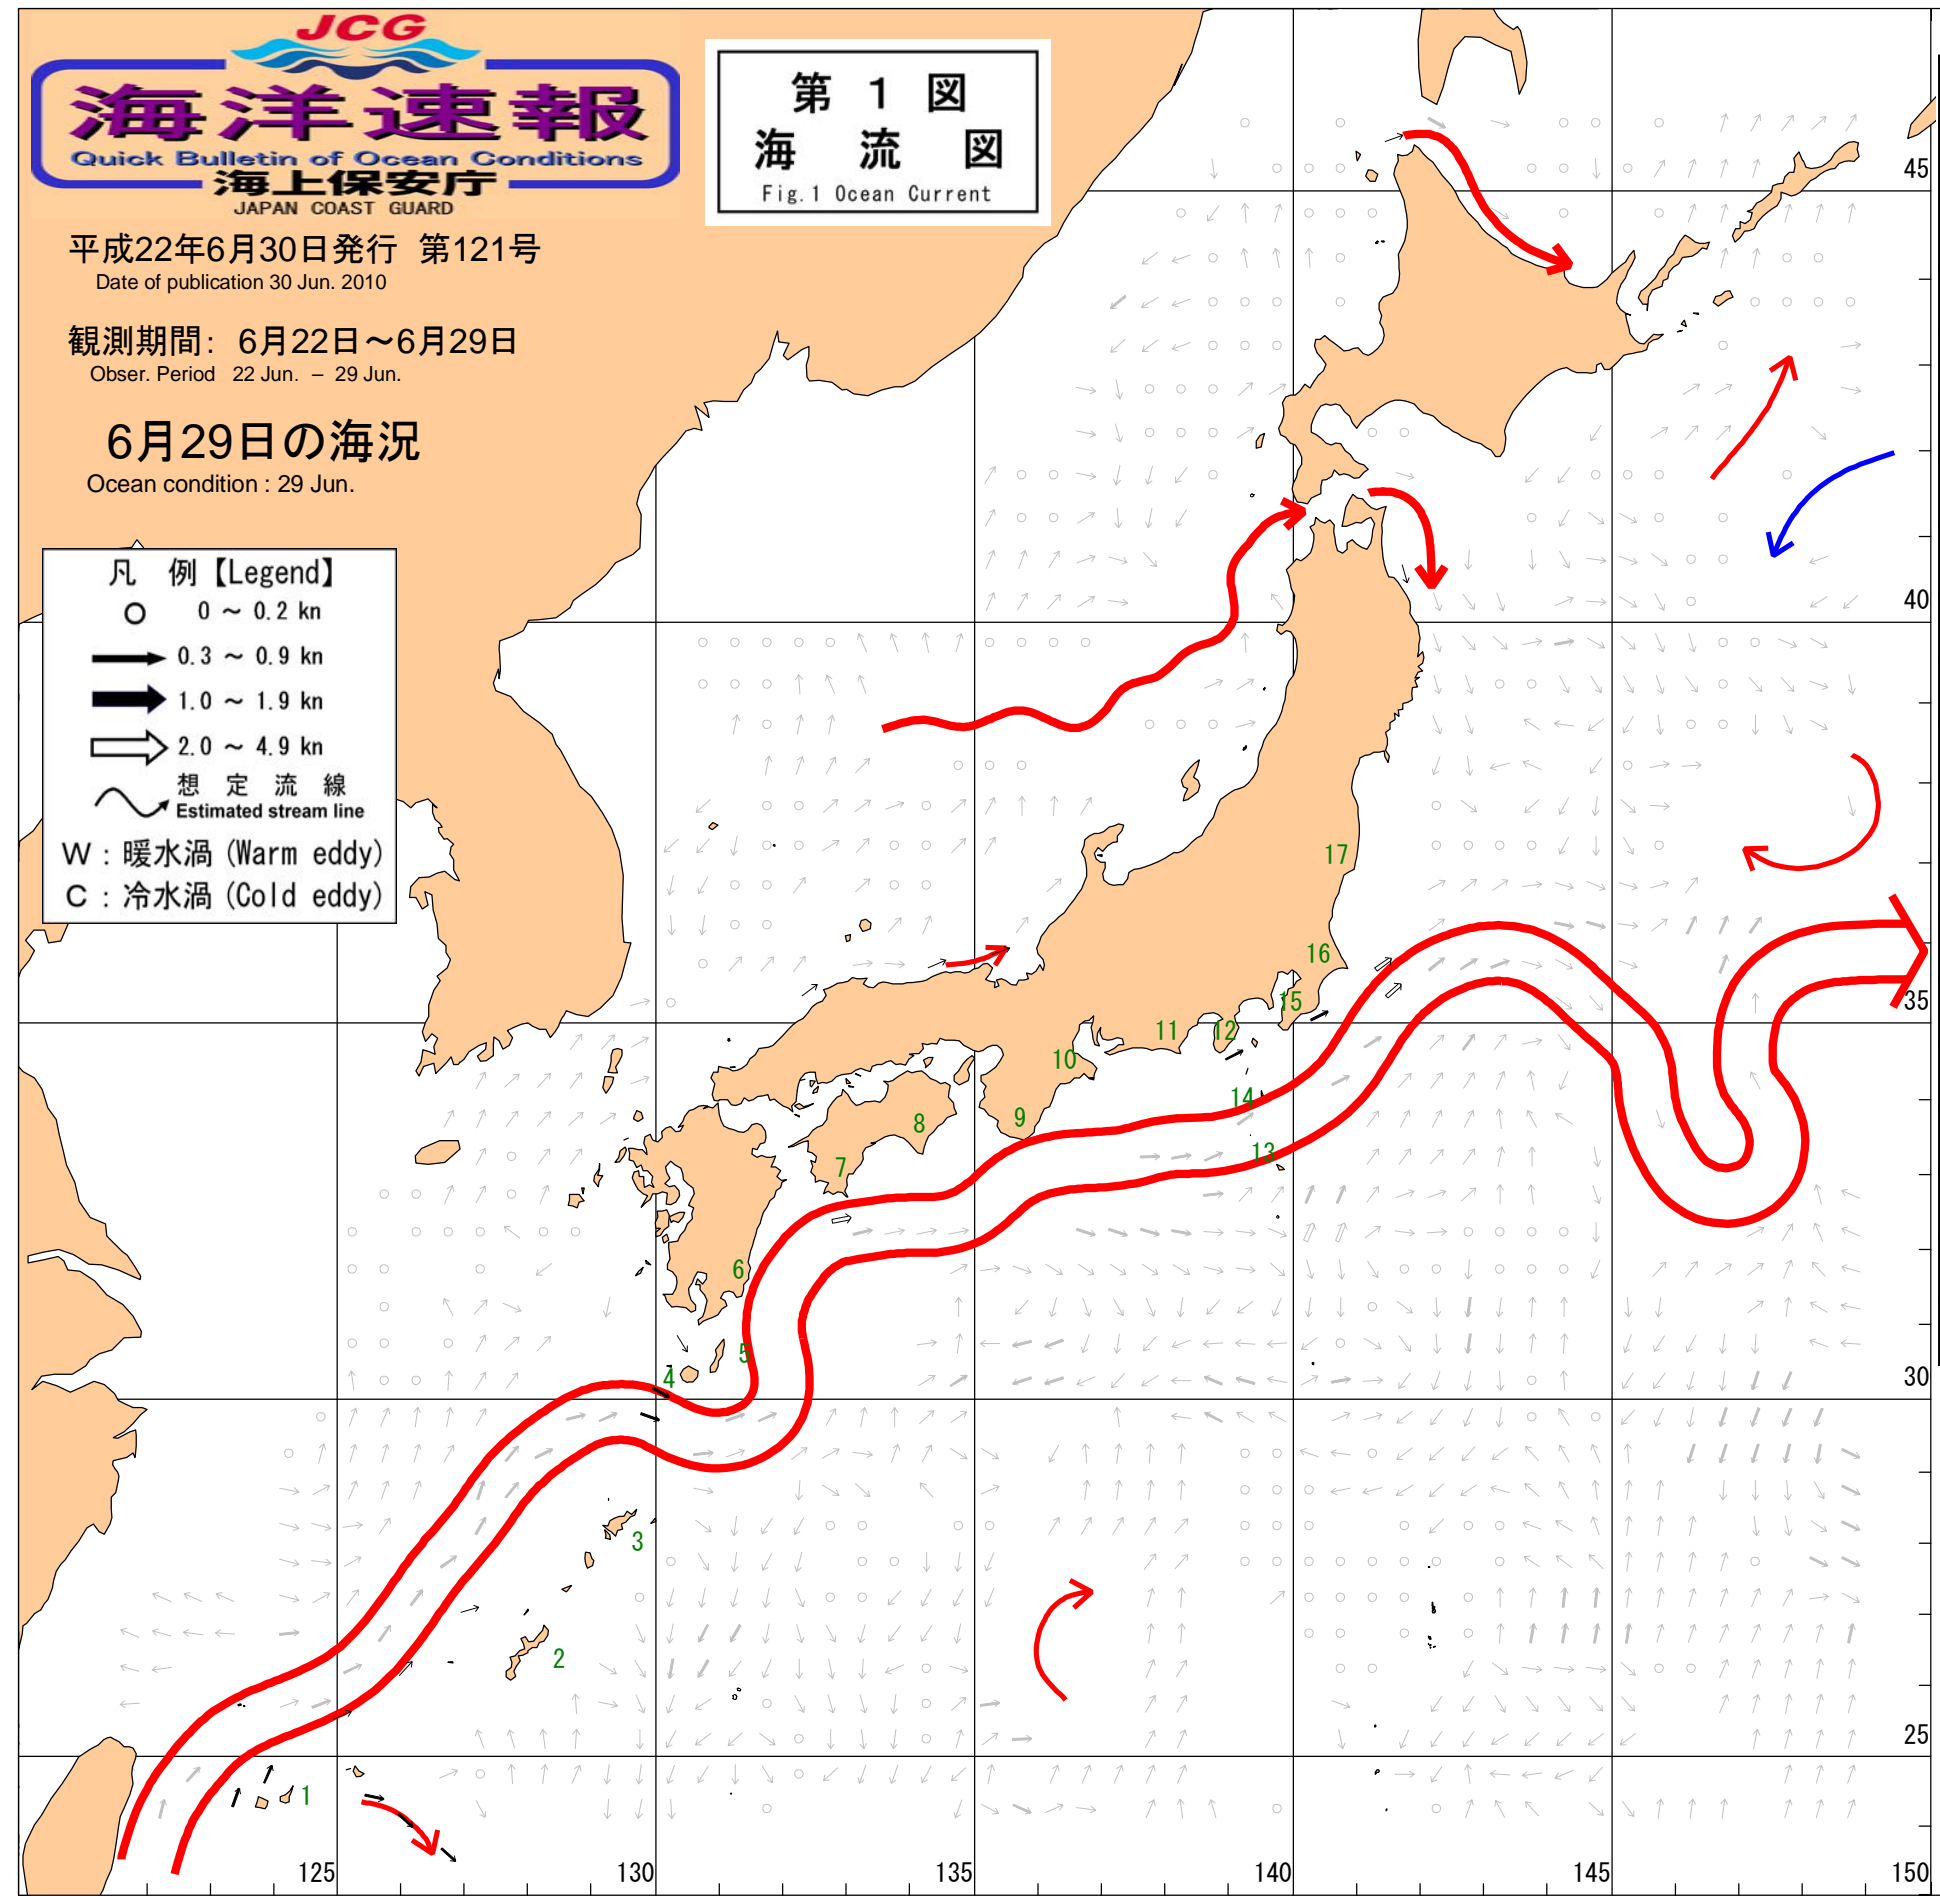 JCG
海洋速報
Quick Bulletin of Ocean Conditions
海上保安庁
JAPAN COAST GUARD
第 1 図
海 流 図
Fig.1 Ocean Current
平成22年6月30日発行 第121号
Date of publication 30 Jun. 2010
観測期間: 6月22日～6月29日
Obser. Period 22 Jun. – 29 Jun.
6月29日の海況
Ocean condition : 29 Jun.
凡 例【Legend】
0 ～ 0.2 kn
0.3 ～ 0.9 kn
1.0 ～ 1.9 kn
2.0 ～ 4.9 kn
想 定 流 線
Estimated stream line
W : 暖水渦 (Warm eddy)
C : 冷水渦 (Cold eddy)
45
40
17
16
35
15
11
12
10
14
9
8
13
7
6
5
4
30
3
2
25
1
125
130
135
140
145
150